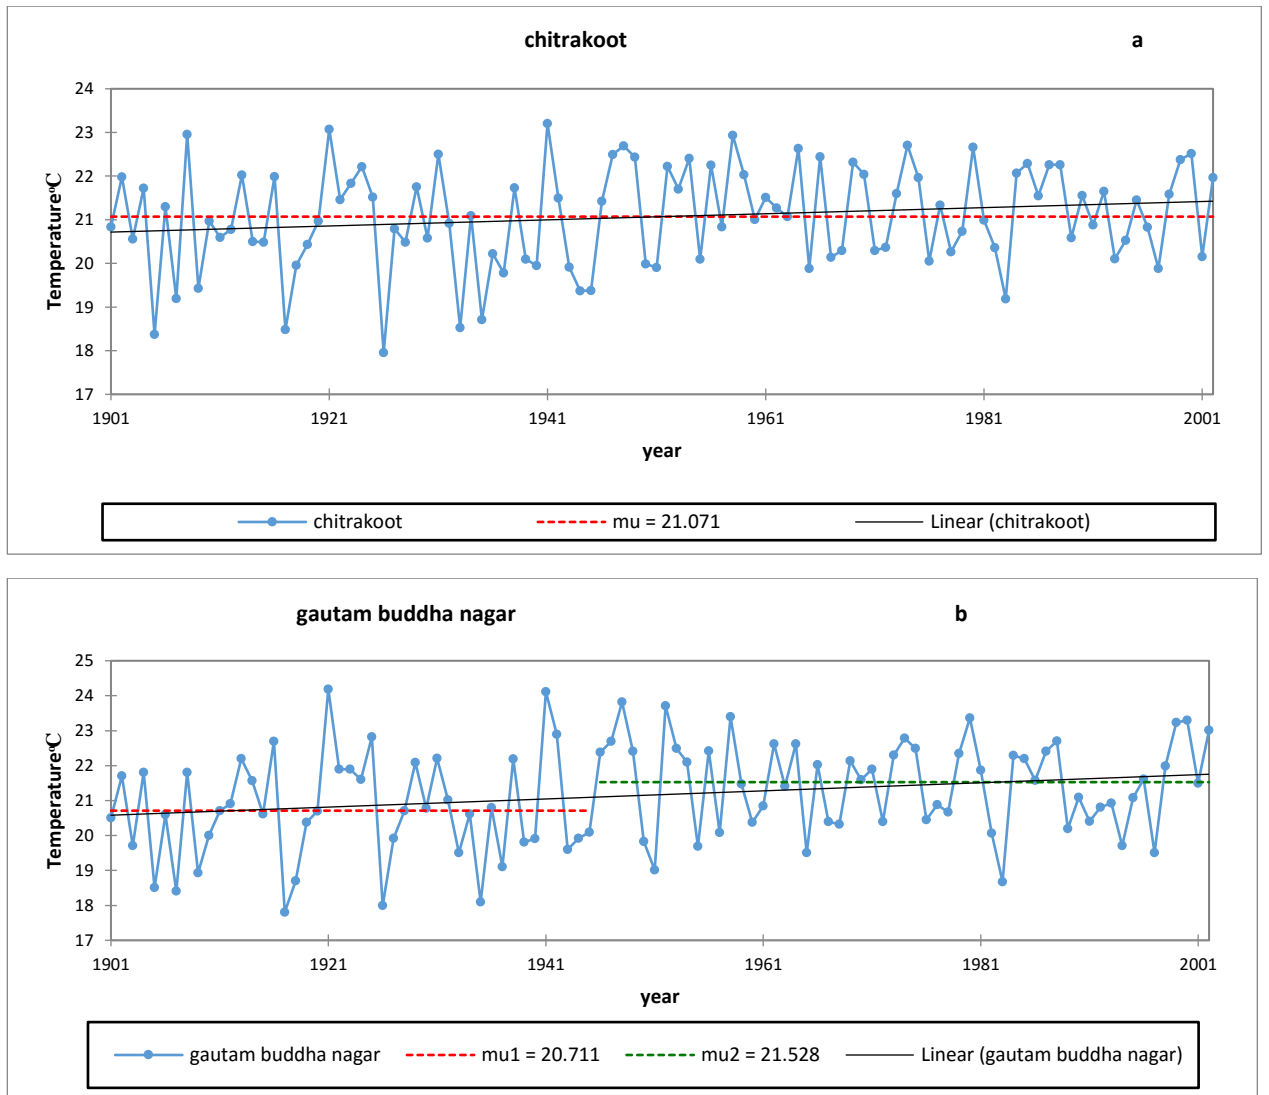 chitrakoot a
24
23
22
21
20
19
18
17
Temperature℃
1901 1921 1941 1961 1981 2001
year
chitrakoot mu = 21.071 Linear (chitrakoot)
gautam buddha nagar b
25
24
23
22
21
20
19
18
17
Temperature℃
1901 1921 1941 1961 1981 2001
year
gautam buddha nagar mu1 = 20.711 mu2 = 21.528 Linear (gautam buddha nagar)